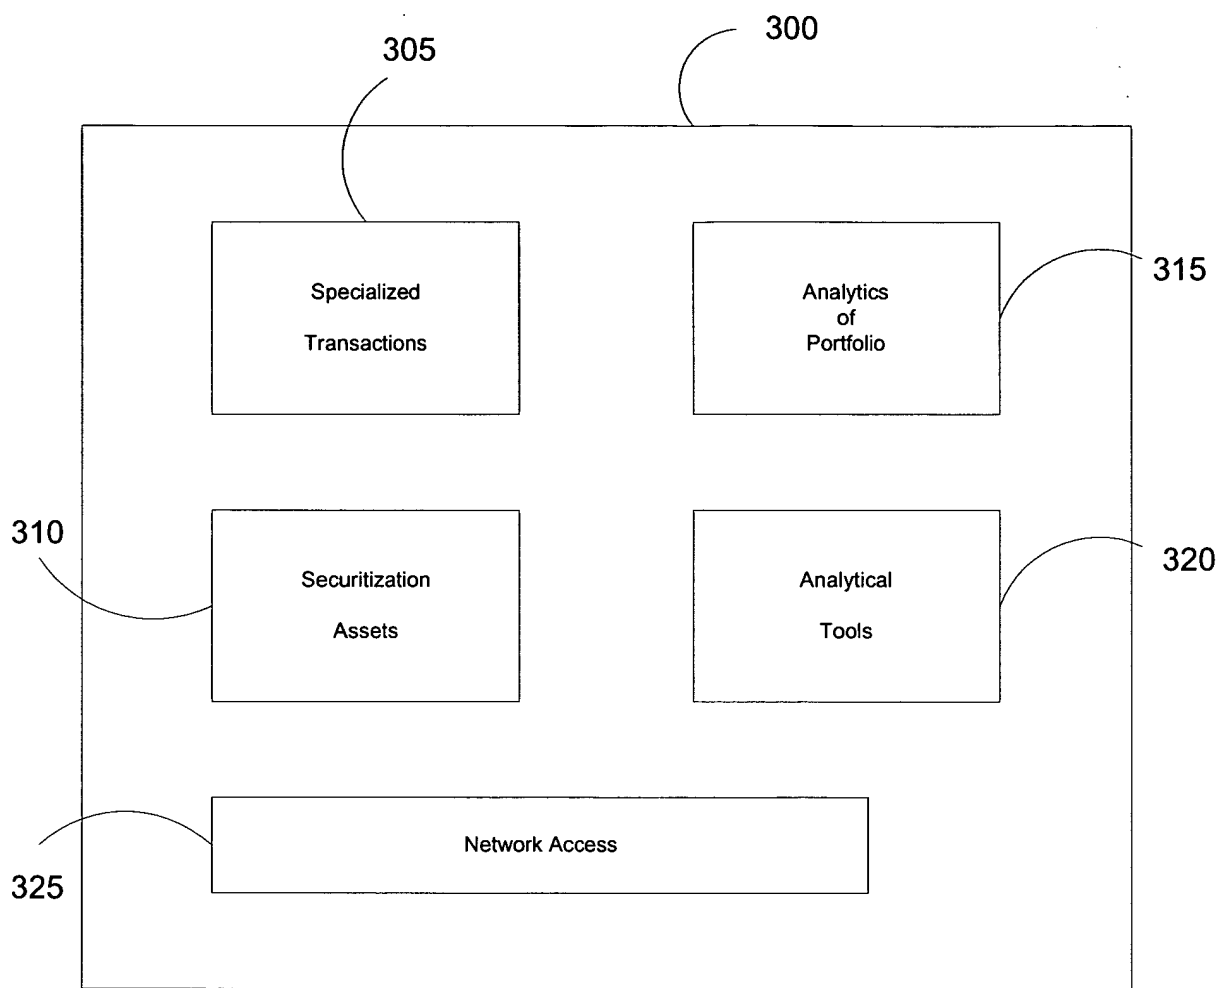 300
305
Specialized
Transactions
Analytics
of
Portfolio
315
310
Securitization
Assets
Analytical
Tools
320
Network Access
325